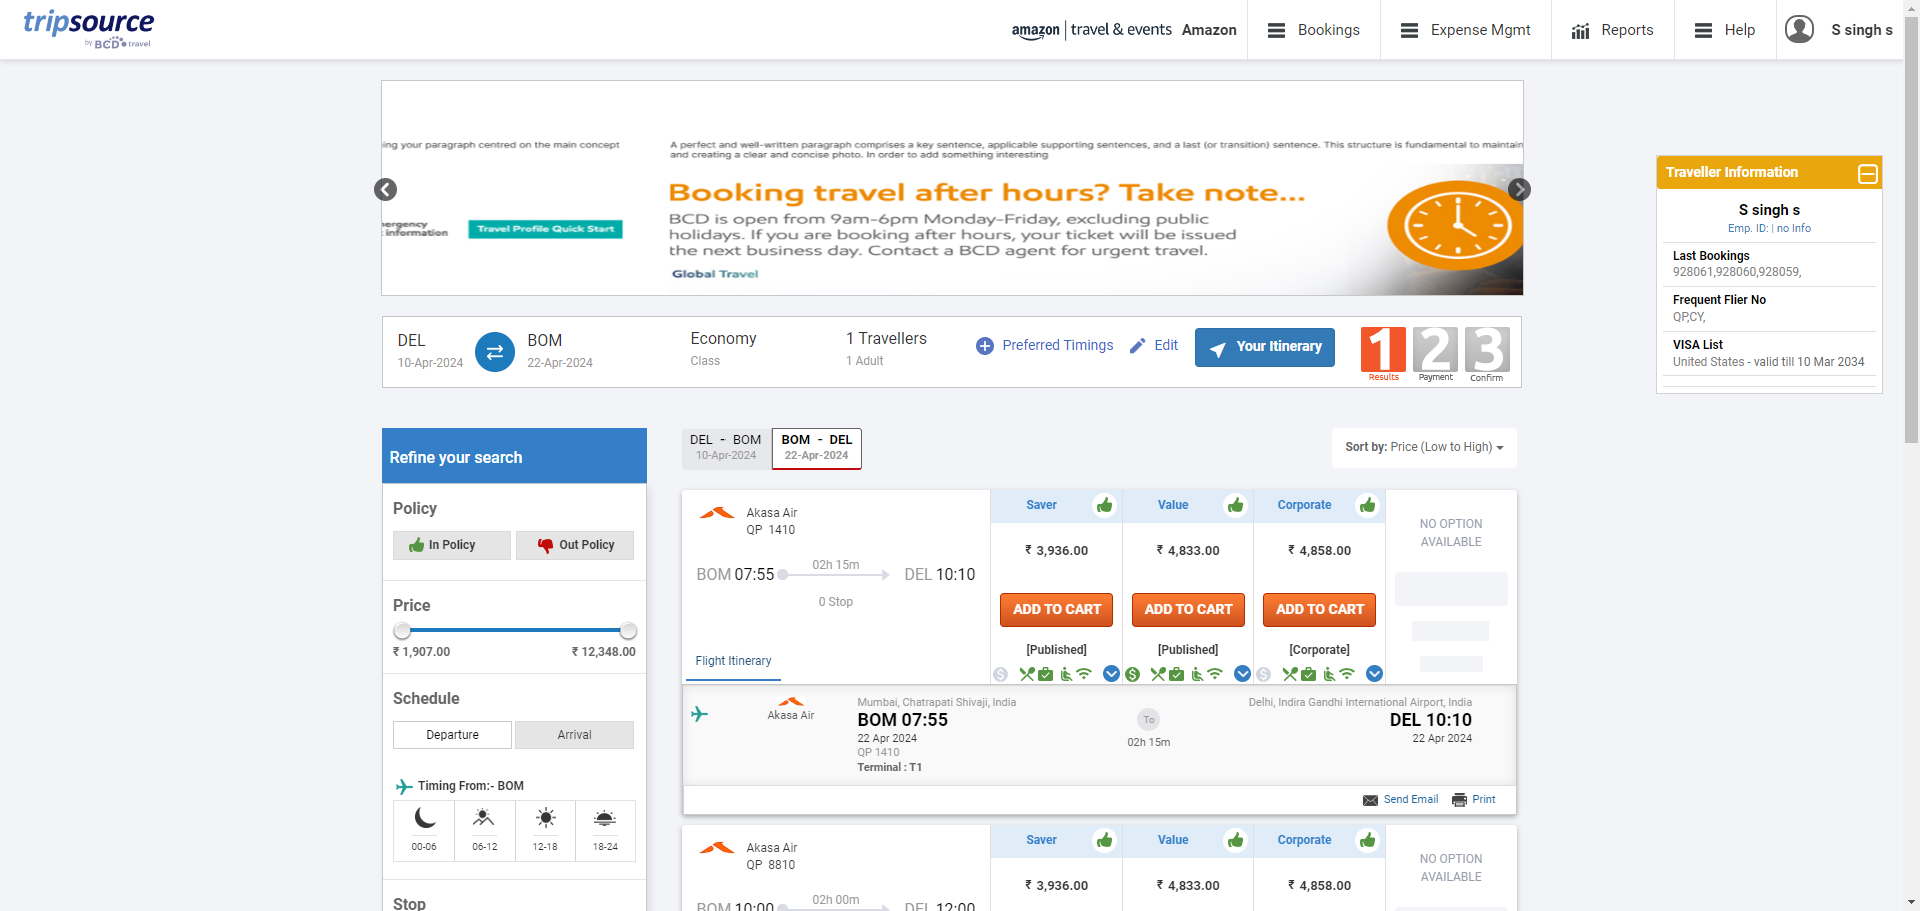 tripsource
by BCD travel
amazon | travel & events Amazon
Bookings
Expense Mgmt
Reports
Help
S singh s
ing your paragraph centred on the main concept
A perfect and well-written paragraph comprises a key sentence, applicable supporting sentences, and a last (or transition) sentence. This structure is fundamental to maintain
and creating a clear and concise photo. In order to add something interesting
Booking travel after hours? Take note...
BCD is open from 9am-6pm Monday-Friday, excluding public
holidays. If you are booking after hours, your ticket will be issued
the next business day. Contact a BCD agent for urgent travel.
Global Travel
ergency
information
Travel Profile Quick Start
Traveller Information
S singh s
Emp. ID: | no Info
Last Bookings
928061,928060,928059,
Frequent Flier No
QP,CY,
VISA List
United States - valid till 10 Mar 2034
DEL
10-Apr-2024
BOM
22-Apr-2024
Economy
Class
1 Travellers
1 Adult
Preferred Timings
Edit
Your Itinerary
1
Results
2
Payment
3
Confirm
Refine your search
Policy
In Policy
Out Policy
Price
₹ 1,907.00
₹ 12,348.00
Schedule
Departure
Arrival
Timing From:- BOM
00-06
06-12
12-18
18-24
Stop
DEL - BOM
10-Apr-2024
BOM - DEL
22-Apr-2024
Sort by: Price (Low to High)
Akasa Air
QP 1410
BOM 07:55
02h 15m
0 Stop
DEL 10:10
Flight Itinerary
Saver
₹ 3,936.00
ADD TO CART
[Published]
Value
₹ 4,833.00
ADD TO CART
[Published]
Corporate
₹ 4,858.00
ADD TO CART
[Corporate]
NO OPTION
AVAILABLE
Akasa Air
Mumbai, Chatrapati Shivaji, India
BOM 07:55
22 Apr 2024
QP 1410
Terminal : T1
To
02h 15m
Delhi, Indira Gandhi International Airport, India
DEL 10:10
22 Apr 2024
Send Email
Print
Akasa Air
QP 8810
BOM 10:00
02h 00m
DEL 12:00
Saver
₹ 3,936.00
Value
₹ 4,833.00
Corporate
₹ 4,858.00
NO OPTION
AVAILABLE